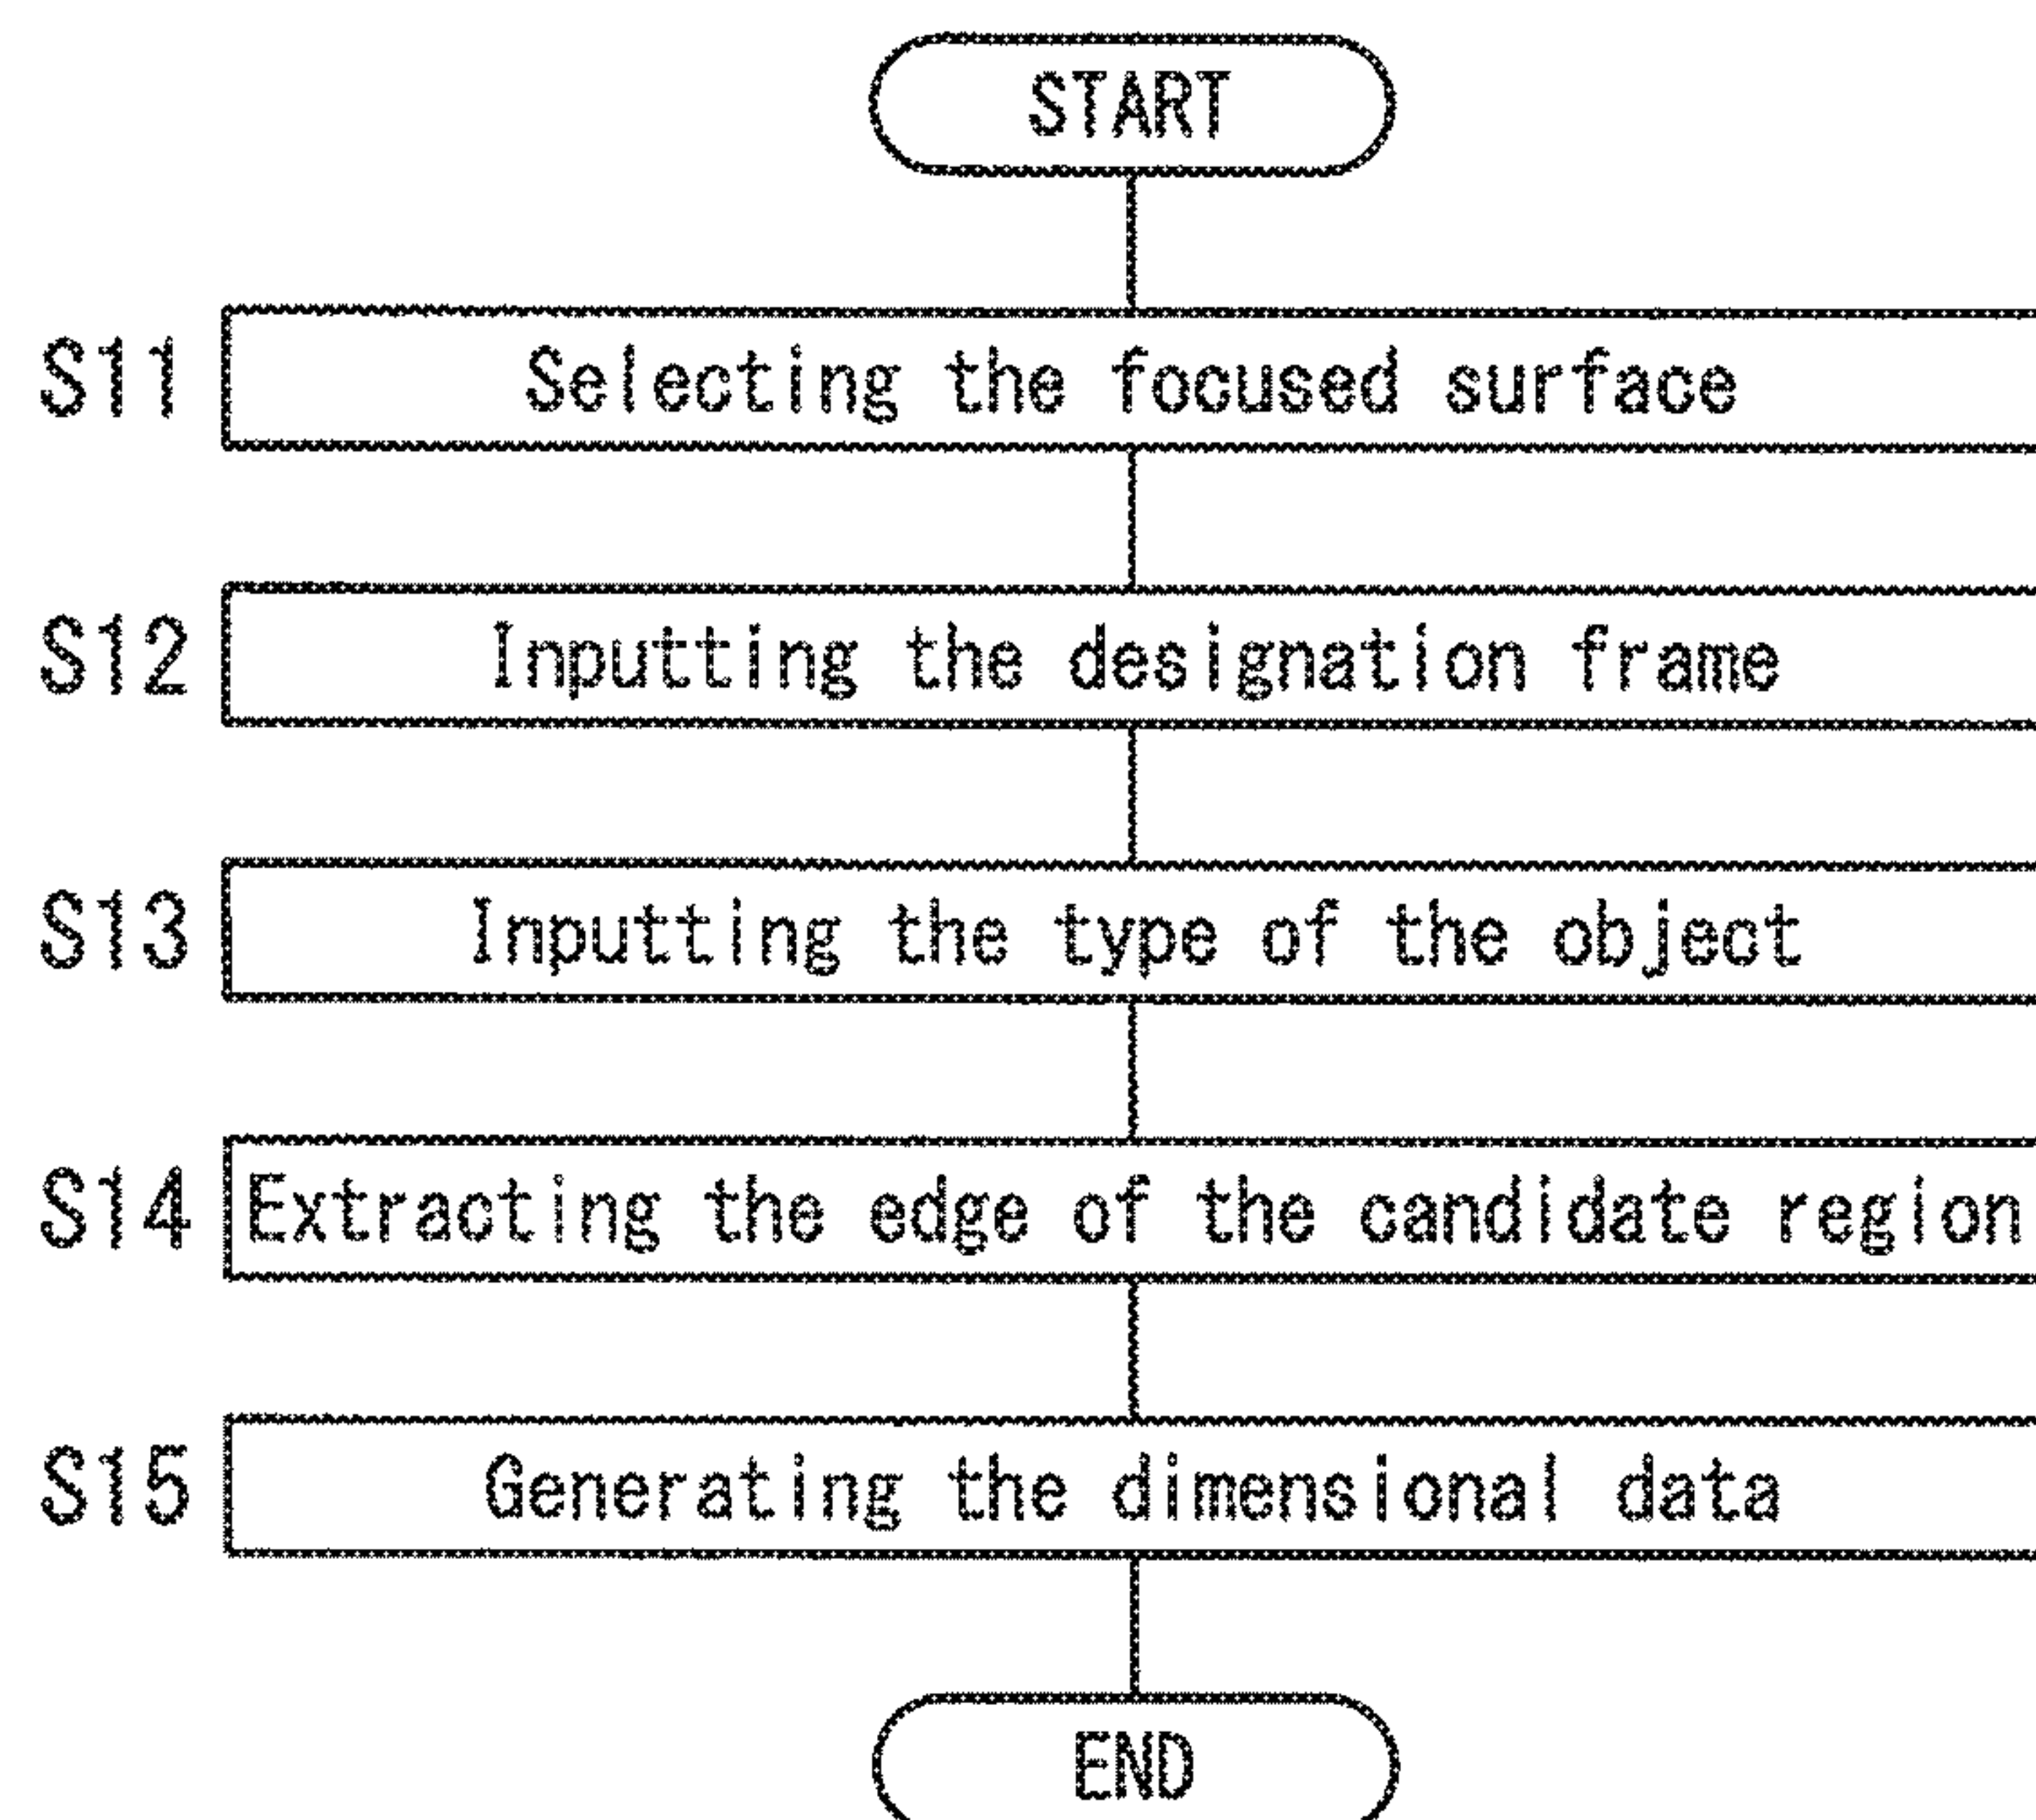 START
S11 Selecting the focused surface
S12 Inputting the designation frame
S13 Inputting the type of the object
S14 Extracting the edge of the candidate region
S15 Generating the dimensional data
END